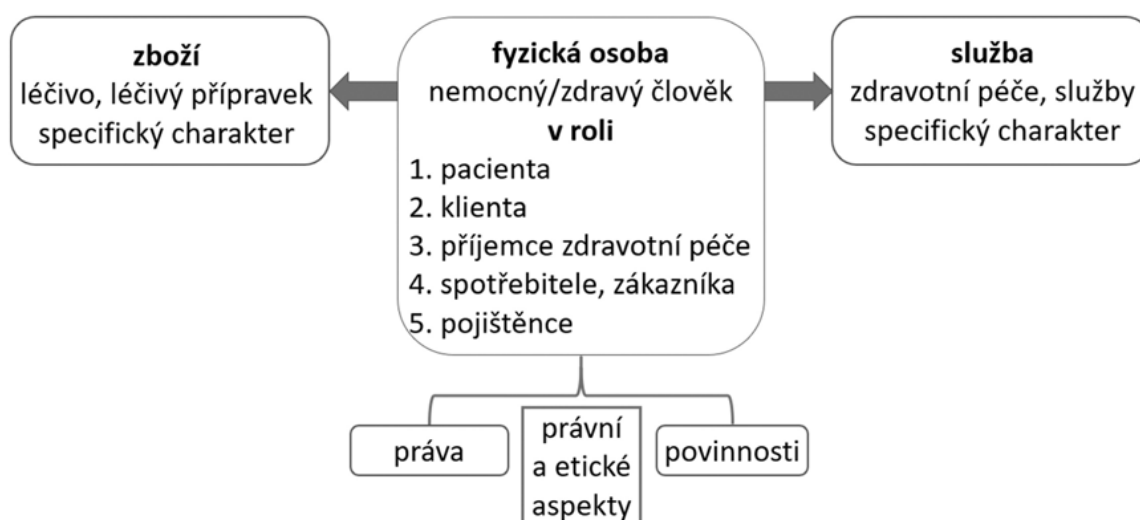 zboží
léčivo, léčivý přípravek
specifický charakter
fyzická osoba
nemocný/zdravý člověk
v roli
1. pacienta
2. klienta
3. příjemce zdravotní péče
4. spotřebitele, zákazníka
5. pojištěnce
služba
zdravotní péče, služby
specifický charakter
práva
právní
a etické
aspekty
povinnosti